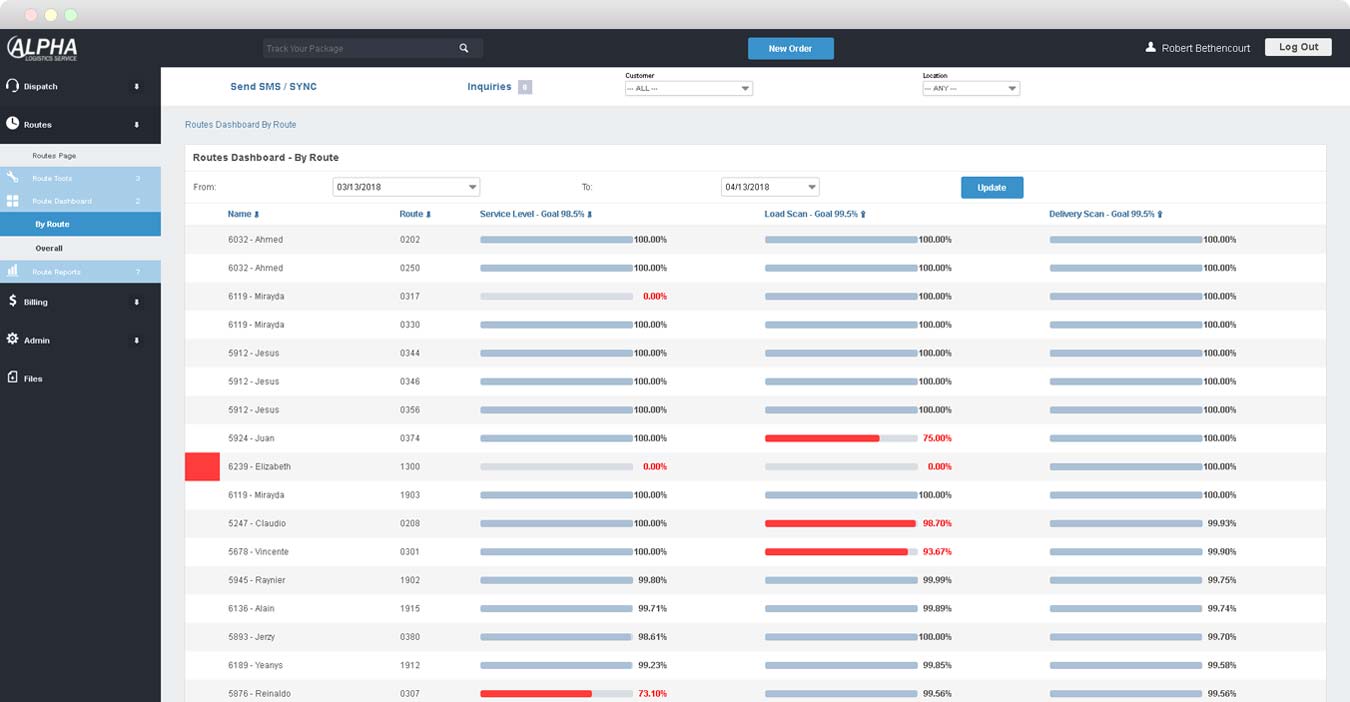 ALPHA
LOGISTICS SERVICE
Track Your Package
New Order
Robert Bethencourt
Log Out
Dispatch
Routes
Routes Page
Route Tools 3
Route Dashboard 2
By Route
Overall
Route Reports 7
Billing
Admin
Files
Send SMS / SYNC
Inquiries 0
Customer
--- ALL ---
Location
--- ANY ---
Routes Dashboard By Route
Routes Dashboard - By Route
From: 03/13/2018 To: 04/13/2018 Update
Name Route Service Level - Goal 98.5% Load Scan - Goal 99.5% Delivery Scan - Goal 99.5%
6032 - Ahmed 0202 100.00% 100.00% 100.00%
6032 - Ahmed 0250 100.00% 100.00% 100.00%
6119 - Mirayda 0317 0.00% 100.00% 100.00%
6119 - Mirayda 0330 100.00% 100.00% 100.00%
5912 - Jesus 0344 100.00% 100.00% 100.00%
5912 - Jesus 0346 100.00% 100.00% 100.00%
5912 - Jesus 0356 100.00% 100.00% 100.00%
5924 - Juan 0374 100.00% 75.00% 100.00%
6239 - Elizabeth 1300 0.00% 0.00% 100.00%
6119 - Mirayda 1903 100.00% 100.00% 100.00%
5247 - Claudio 0208 100.00% 98.70% 99.93%
5678 - Vincente 0301 100.00% 93.67% 99.90%
5945 - Raynier 1902 99.80% 99.99% 99.75%
6136 - Alain 1915 99.71% 99.89% 99.74%
5893 - Jerzy 0380 98.61% 100.00% 99.70%
6189 - Yeanys 1912 99.23% 99.85% 99.58%
5876 - Reinaldo 0307 73.10% 99.56% 99.56%